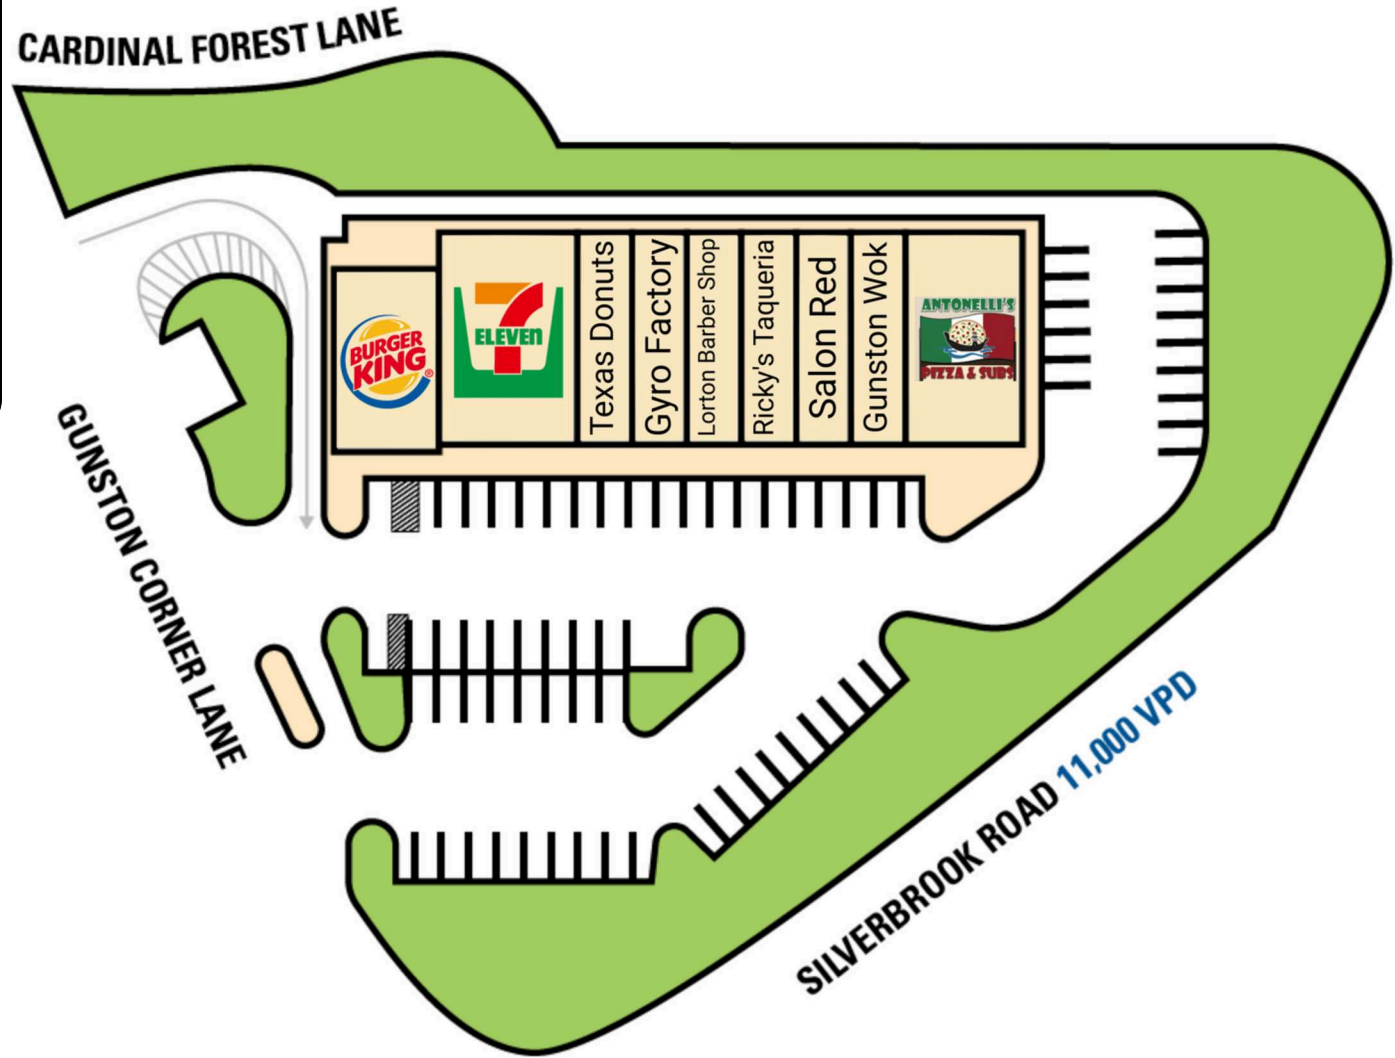 CARDINAL FOREST LANE
BURGER
KING®
7
ELEVEN
Texas Donuts
Gyro Factory
Lorton Barber Shop
Ricky's Taqueria
Salon Red
Gunston Wok
ANTONELLI'S
PIZZA & SUBS
GUNSTON CORNER LANE
SILVERBROOK ROAD 11,000 VPD